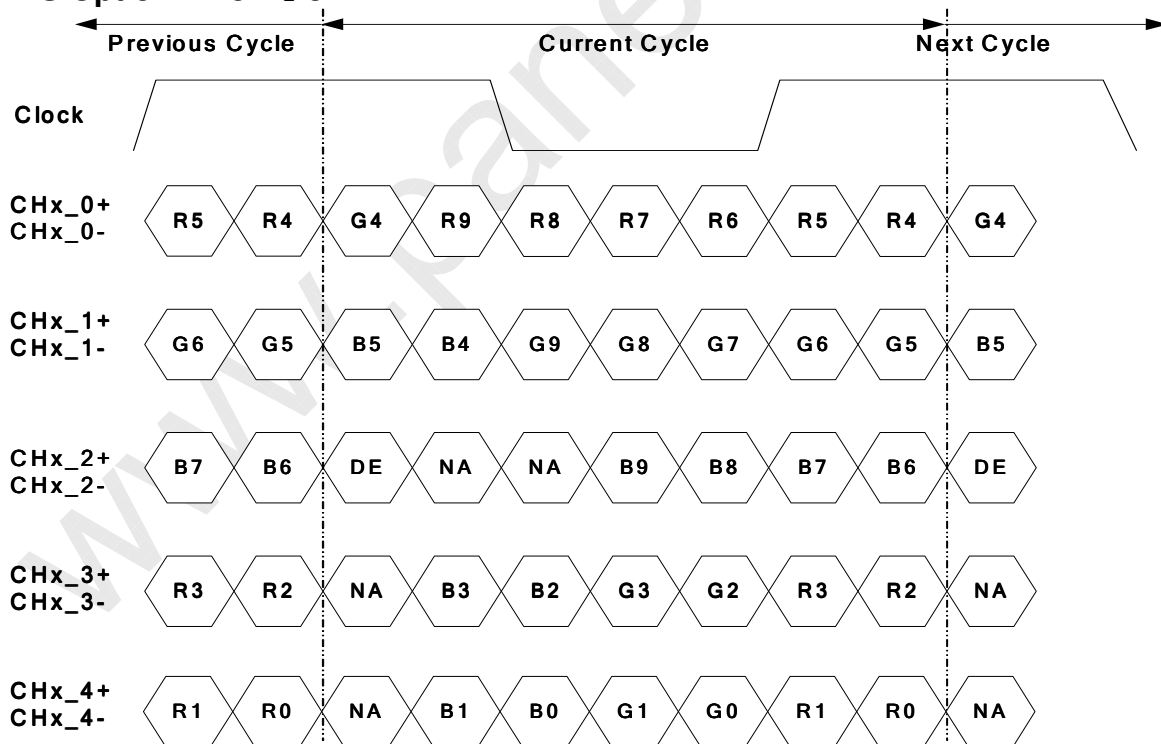 Previous Cycle Current Cycle Next Cycle
Clock
CHx_0+
CHx_0-
R5 R4 G4 R9 R8 R7 R6 R5 R4 G4
CHx_1+
CHx_1-
G6 G5 B5 B4 G9 G8 G7 G6 G5 B5
CHx_2+
CHx_2-
B7 B6 DE NA NA B9 B8 B7 B6 DE
CHx_3+
CHx_3-
R3 R2 NA B3 B2 G3 G2 R3 R2 NA
CHx_4+
CHx_4-
R1 R0 NA B1 B0 G1 G0 R1 R0 NA
www.pane